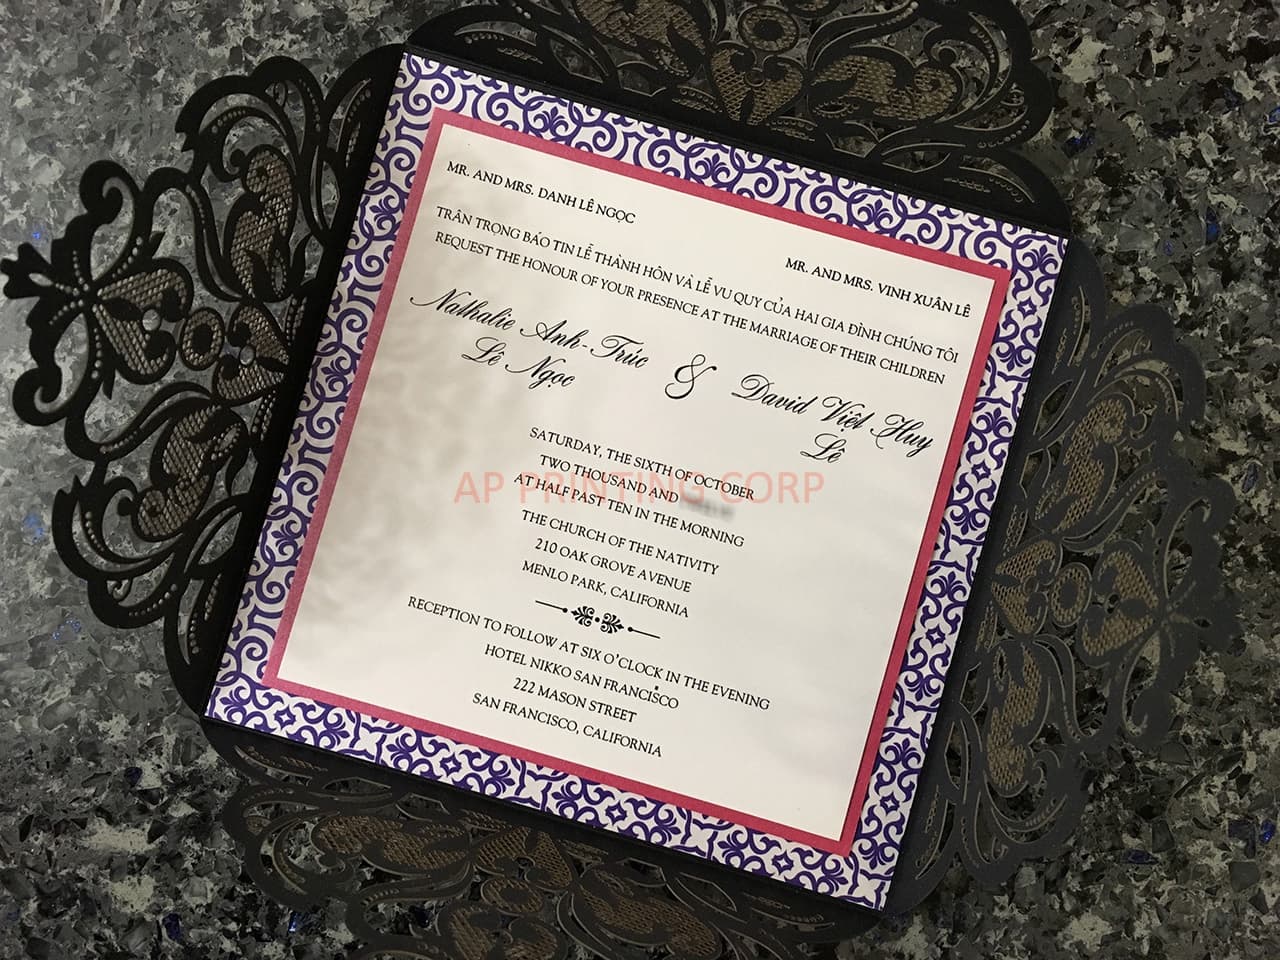 MR. AND MRS. DANH LÊ NGỌC
MR. AND MRS. VINH XUÂN LÊ
TRÂN TRỌNG BÁO TIN LỄ THÀNH HÔN VÀ LỄ VU QUY CỦA HAI GIA ĐÌNH CHÚNG TÔI
REQUEST THE HONOUR OF YOUR PRESENCE AT THE MARRIAGE OF THEIR CHILDREN
Nathalie Anh-Trúc
Lê Ngọc
&
David Việt Huy
Lê
SATURDAY, THE SIXTH OF OCTOBER
TWO THOUSAND AND
AT HALF PAST TEN IN THE MORNING
AP PRINTING CORP
THE CHURCH OF THE NATIVITY
210 OAK GROVE AVENUE
MENLO PARK, CALIFORNIA
RECEPTION TO FOLLOW AT SIX O'CLOCK IN THE EVENING
HOTEL NIKKO SAN FRANCISCO
222 MASON STREET
SAN FRANCISCO, CALIFORNIA